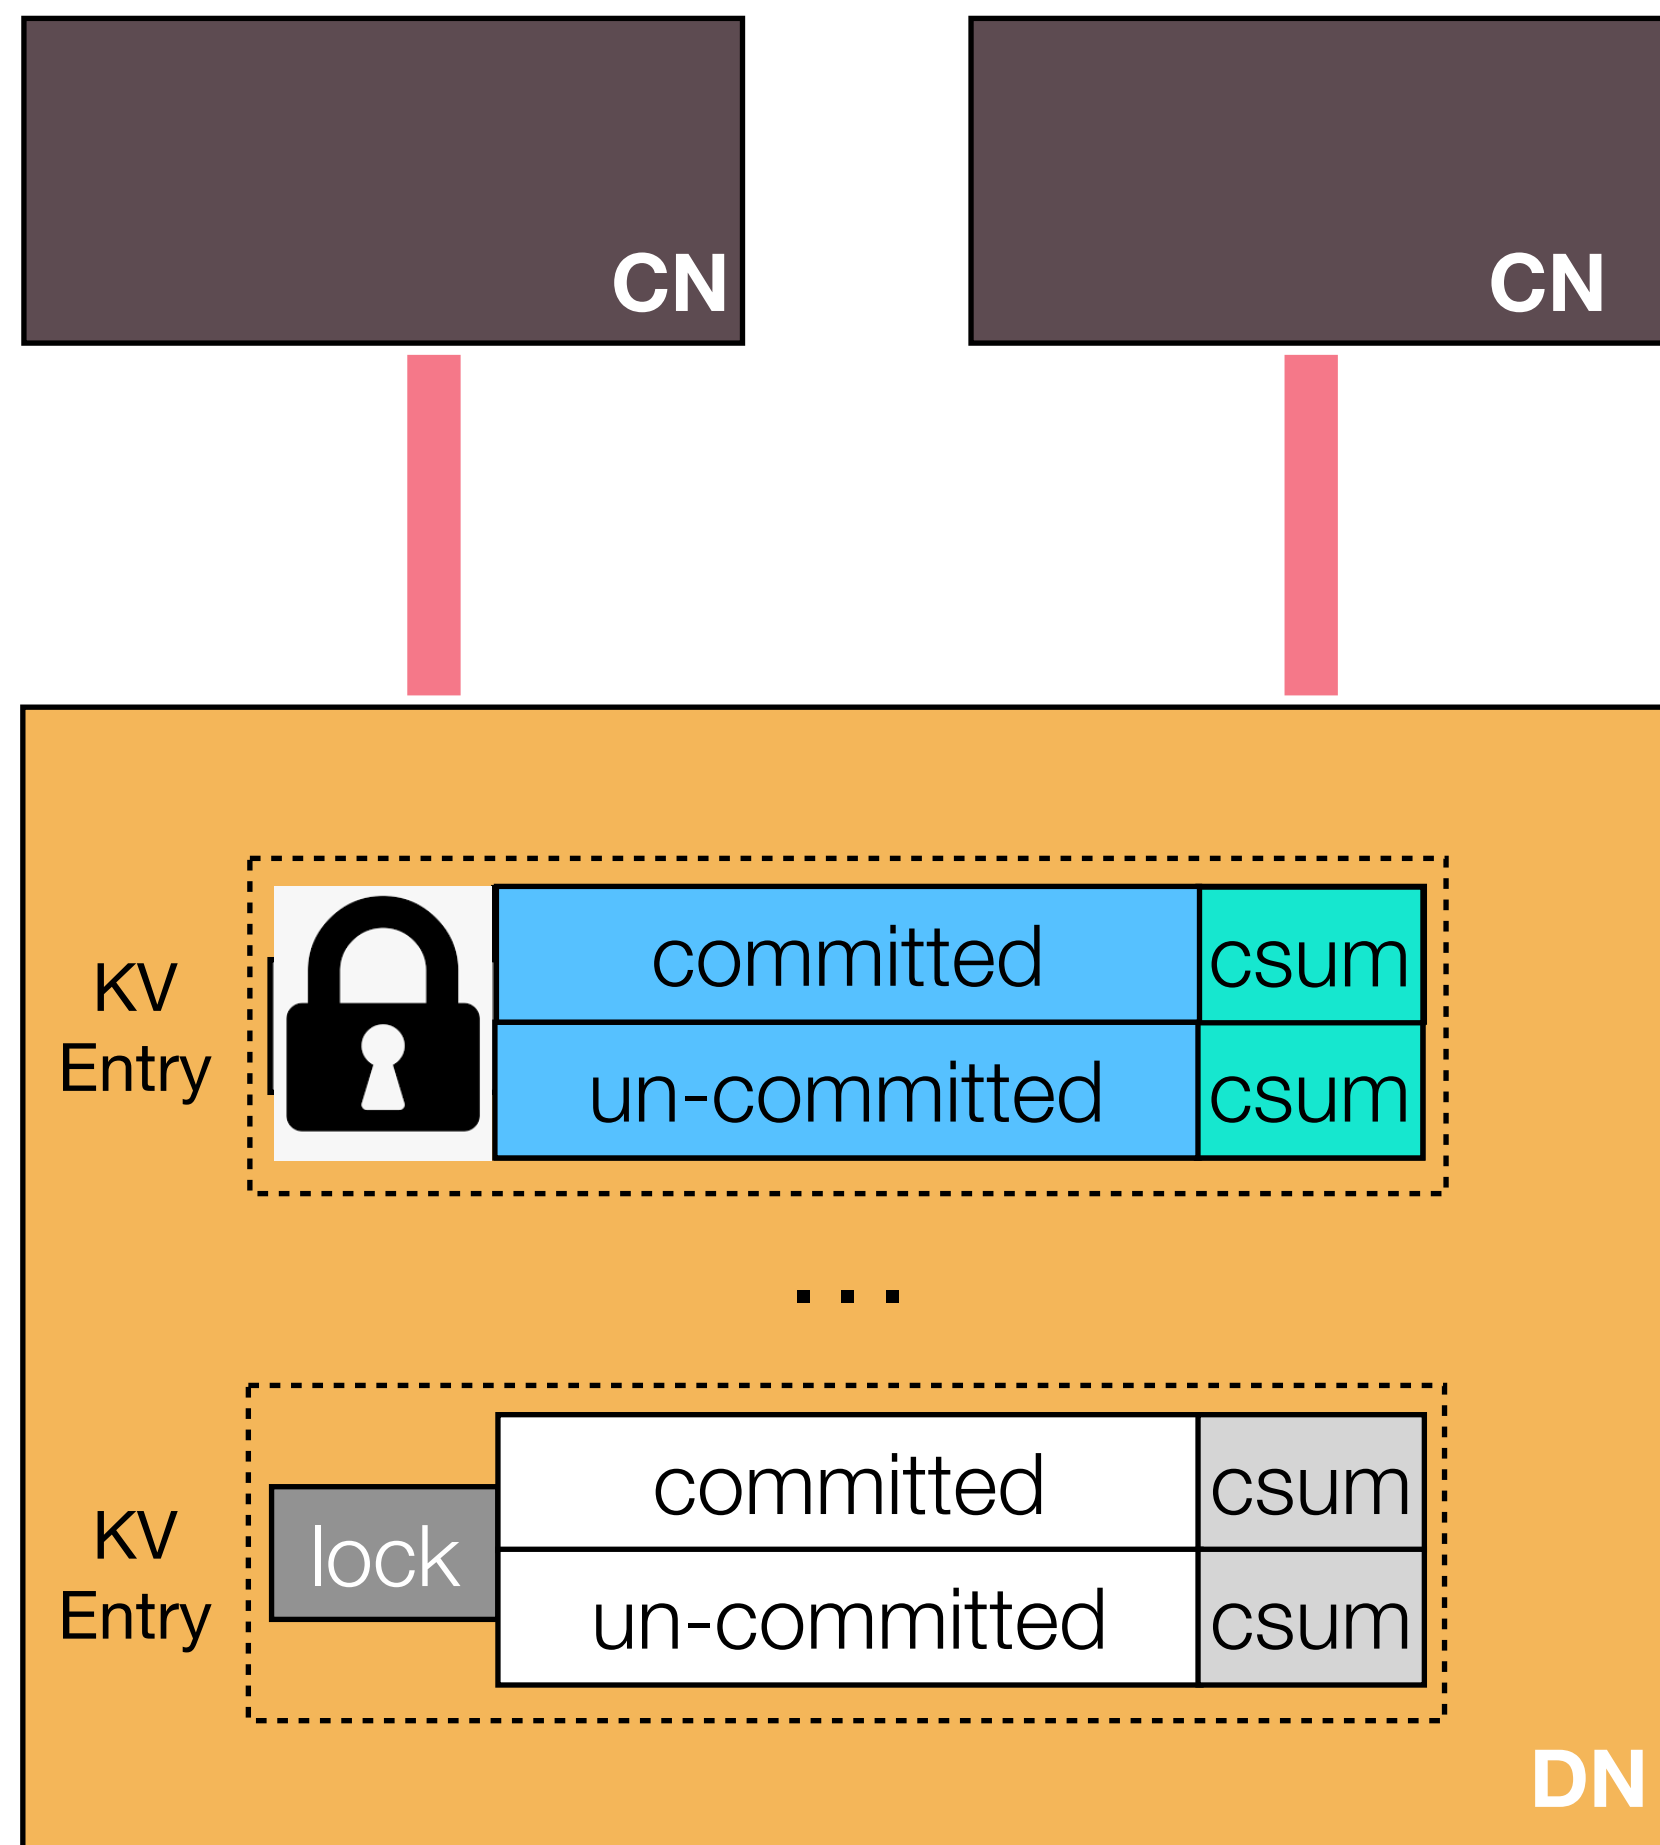 CN
CN
committed
csum
KV
Entry
un-committed
csum
...
committed
csum
KV
Entry
lock
un-committed
csum
DN